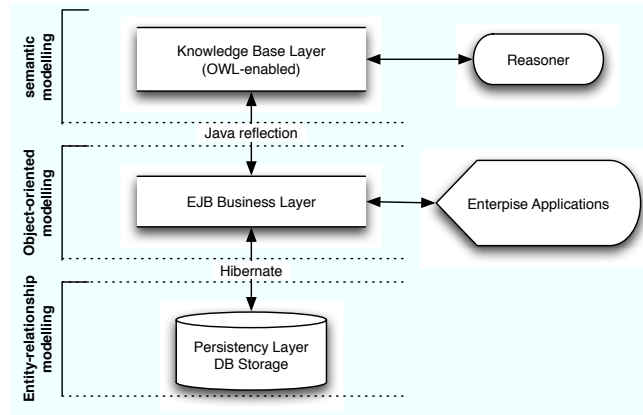 semantic
modelling
Knowledge Base Layer
(OWL-enabled)
Reasoner
Java reflection
Object-oriented
modelling
EJB Business Layer
Enterpise Applications
Hibernate
Entity-relationship
modelling
Persistency Layer
DB Storage